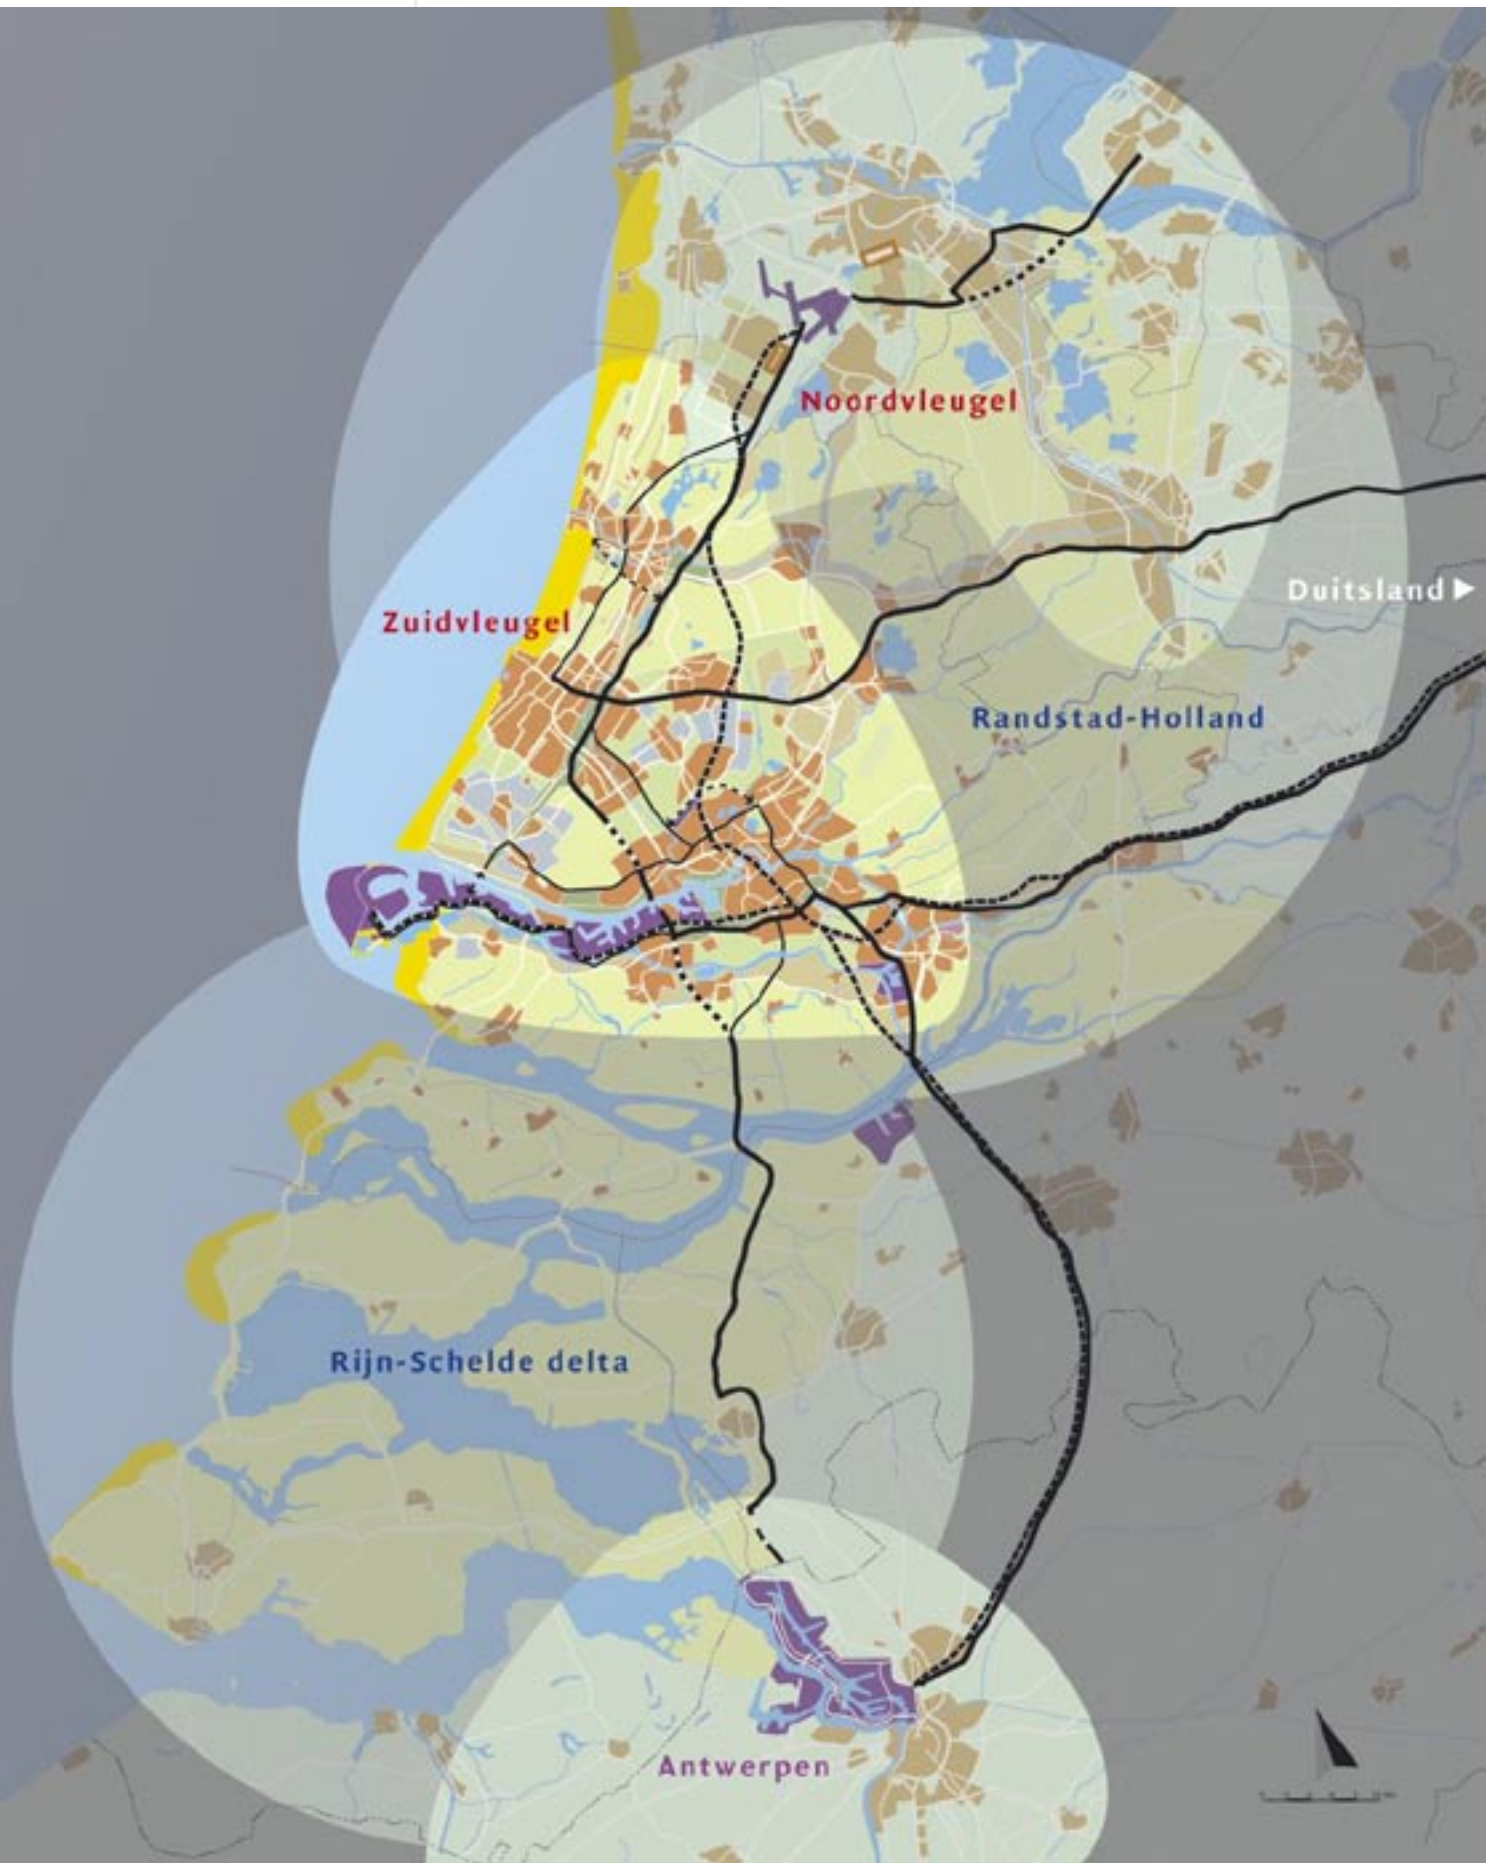 Noordvleugel
Duitsland
Zuidvleugel
Randstad-Holland
Rijn-Schelde delta
Antwerpen